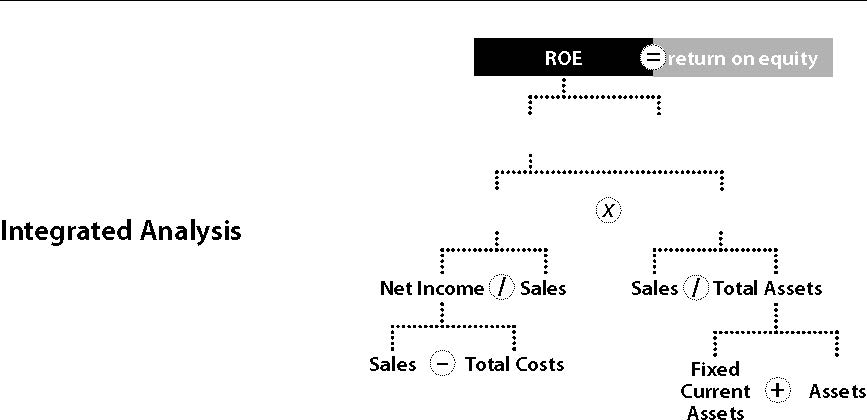 ROE = return on equity
x
Integrated Analysis
Net Income / Sales Sales / Total Assets
Sales − Total Costs
Fixed
Current + Assets
Assets